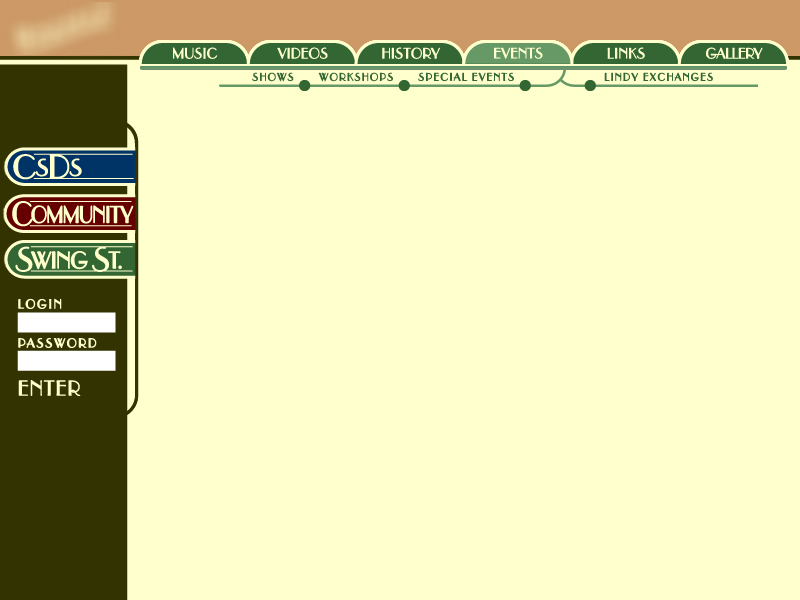 MUSIC VIDEOS HISTORY EVENTS LINKS GALLERY
SHOWS WORKSHOPS SPECIAL EVENTS LINDY EXCHANGES
CSDS
COMMUNITY
SWING ST.
LOGIN
PASSWORD
ENTER